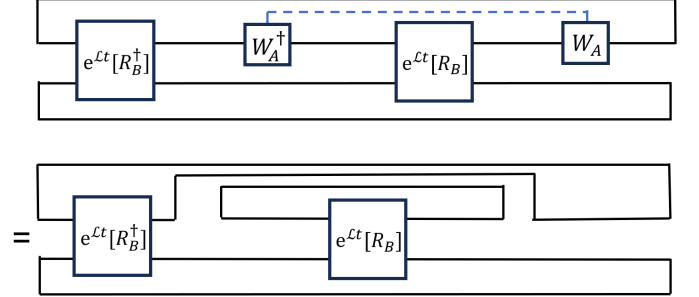 e^{ℒt}[R_B^†] W_A^† e^{ℒt}[R_B] W_A
= e^{ℒt}[R_B^†] e^{ℒt}[R_B]